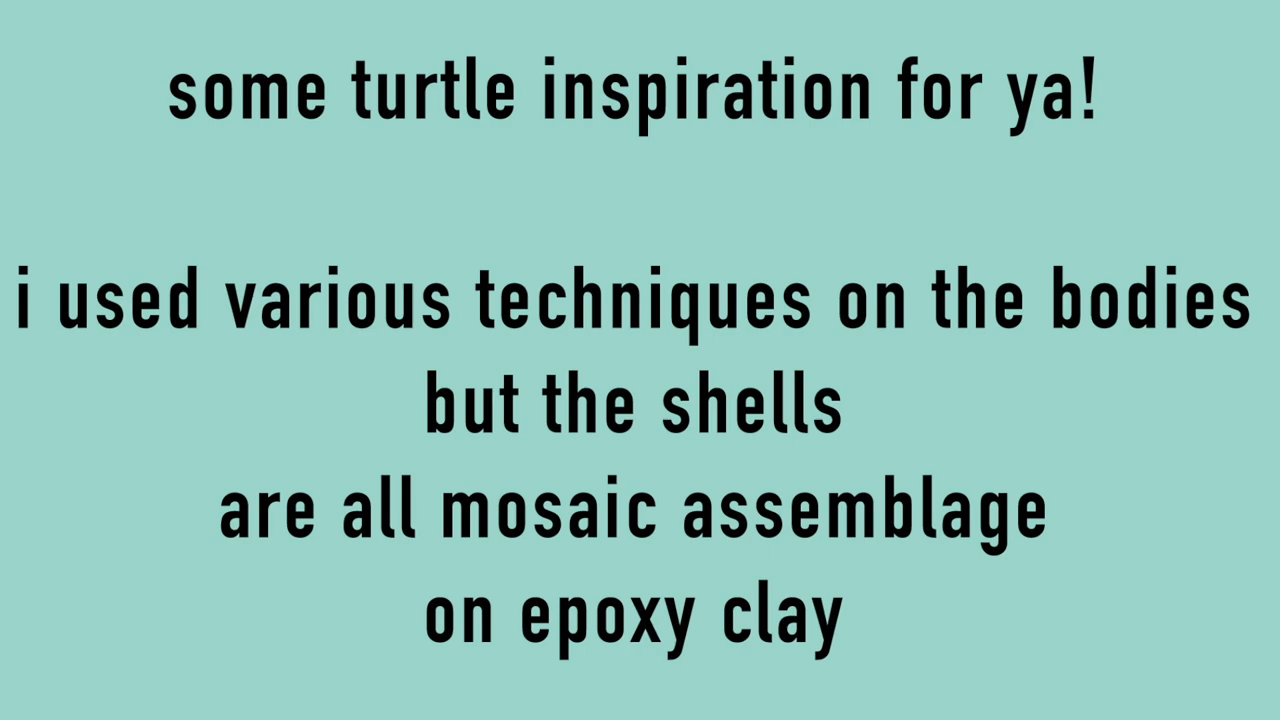 some turtle inspiration for ya!
i used various techniques on the bodies
but the shells
are all mosaic assemblage
on epoxy clay